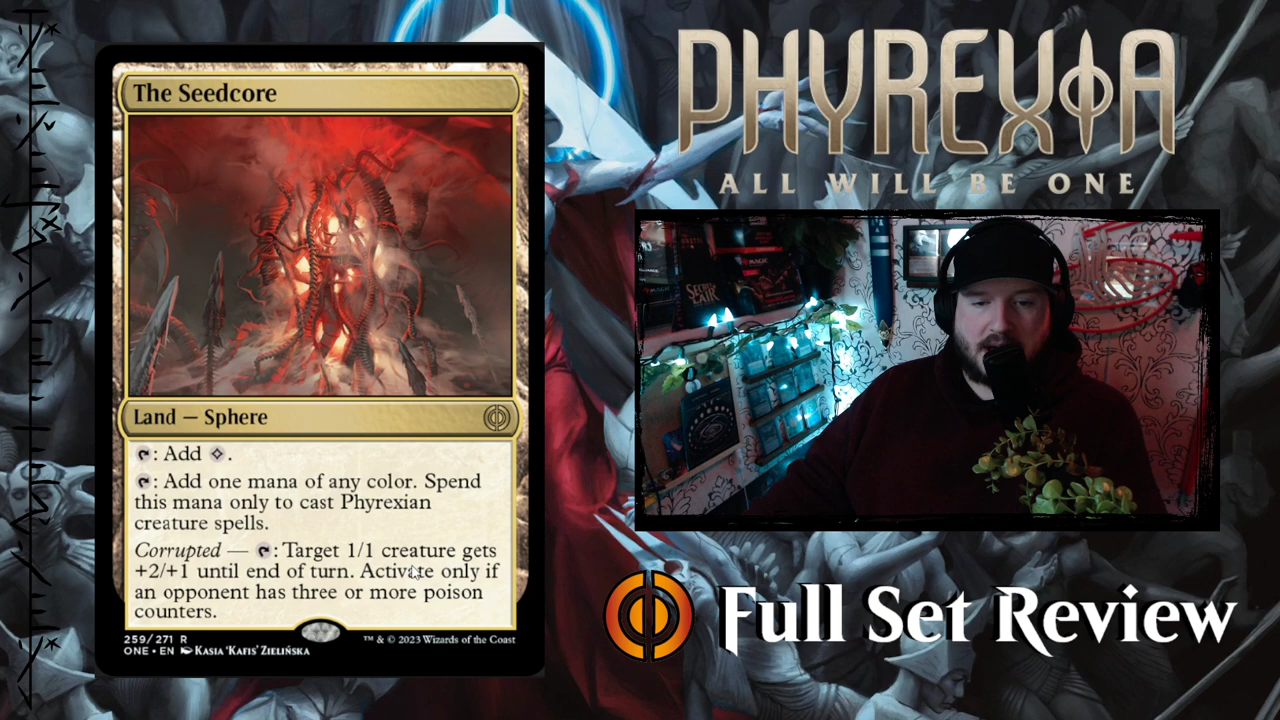 The Seedcore
Land — Sphere
: Add .
: Add one mana of any color. Spend
this mana only to cast Phyrexian
creature spells.
Corrupted — : Target 1/1 creature gets
+2/+1 until end of turn. Activate only if
an opponent has three or more poison
counters.
259/271 R
ONE • EN Kasia ‘Kafis’ Zielińska
™ & © 2023 Wizards of the Coast
PHYREXIA
ALL WILL BE ONE
SECRET
LAIR
Full Set Review